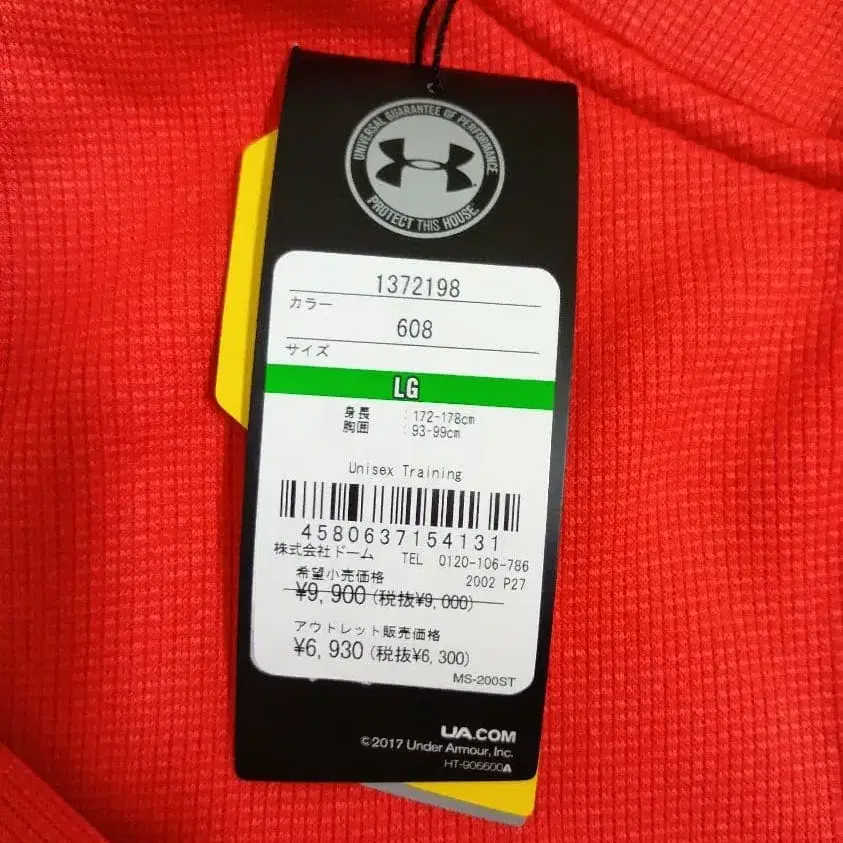 UNIVERSAL GUARANTEE OF PERFORMANCE
PROTECT THIS HOUSE
1372198
カラー
608
サイズ
LG
身長 :172-178cm
胸囲 :93-99cm
Unisex Training
4580637154131
株式会社ドーム TEL 0120-106-786
希望小売価格 2002 P27
¥9,900(税抜¥9,000)
アウトレット販売価格
¥6,930(税抜¥6,300)
MS-200ST
UA.COM
©2017 Under Armour, Inc.
HT-906600A